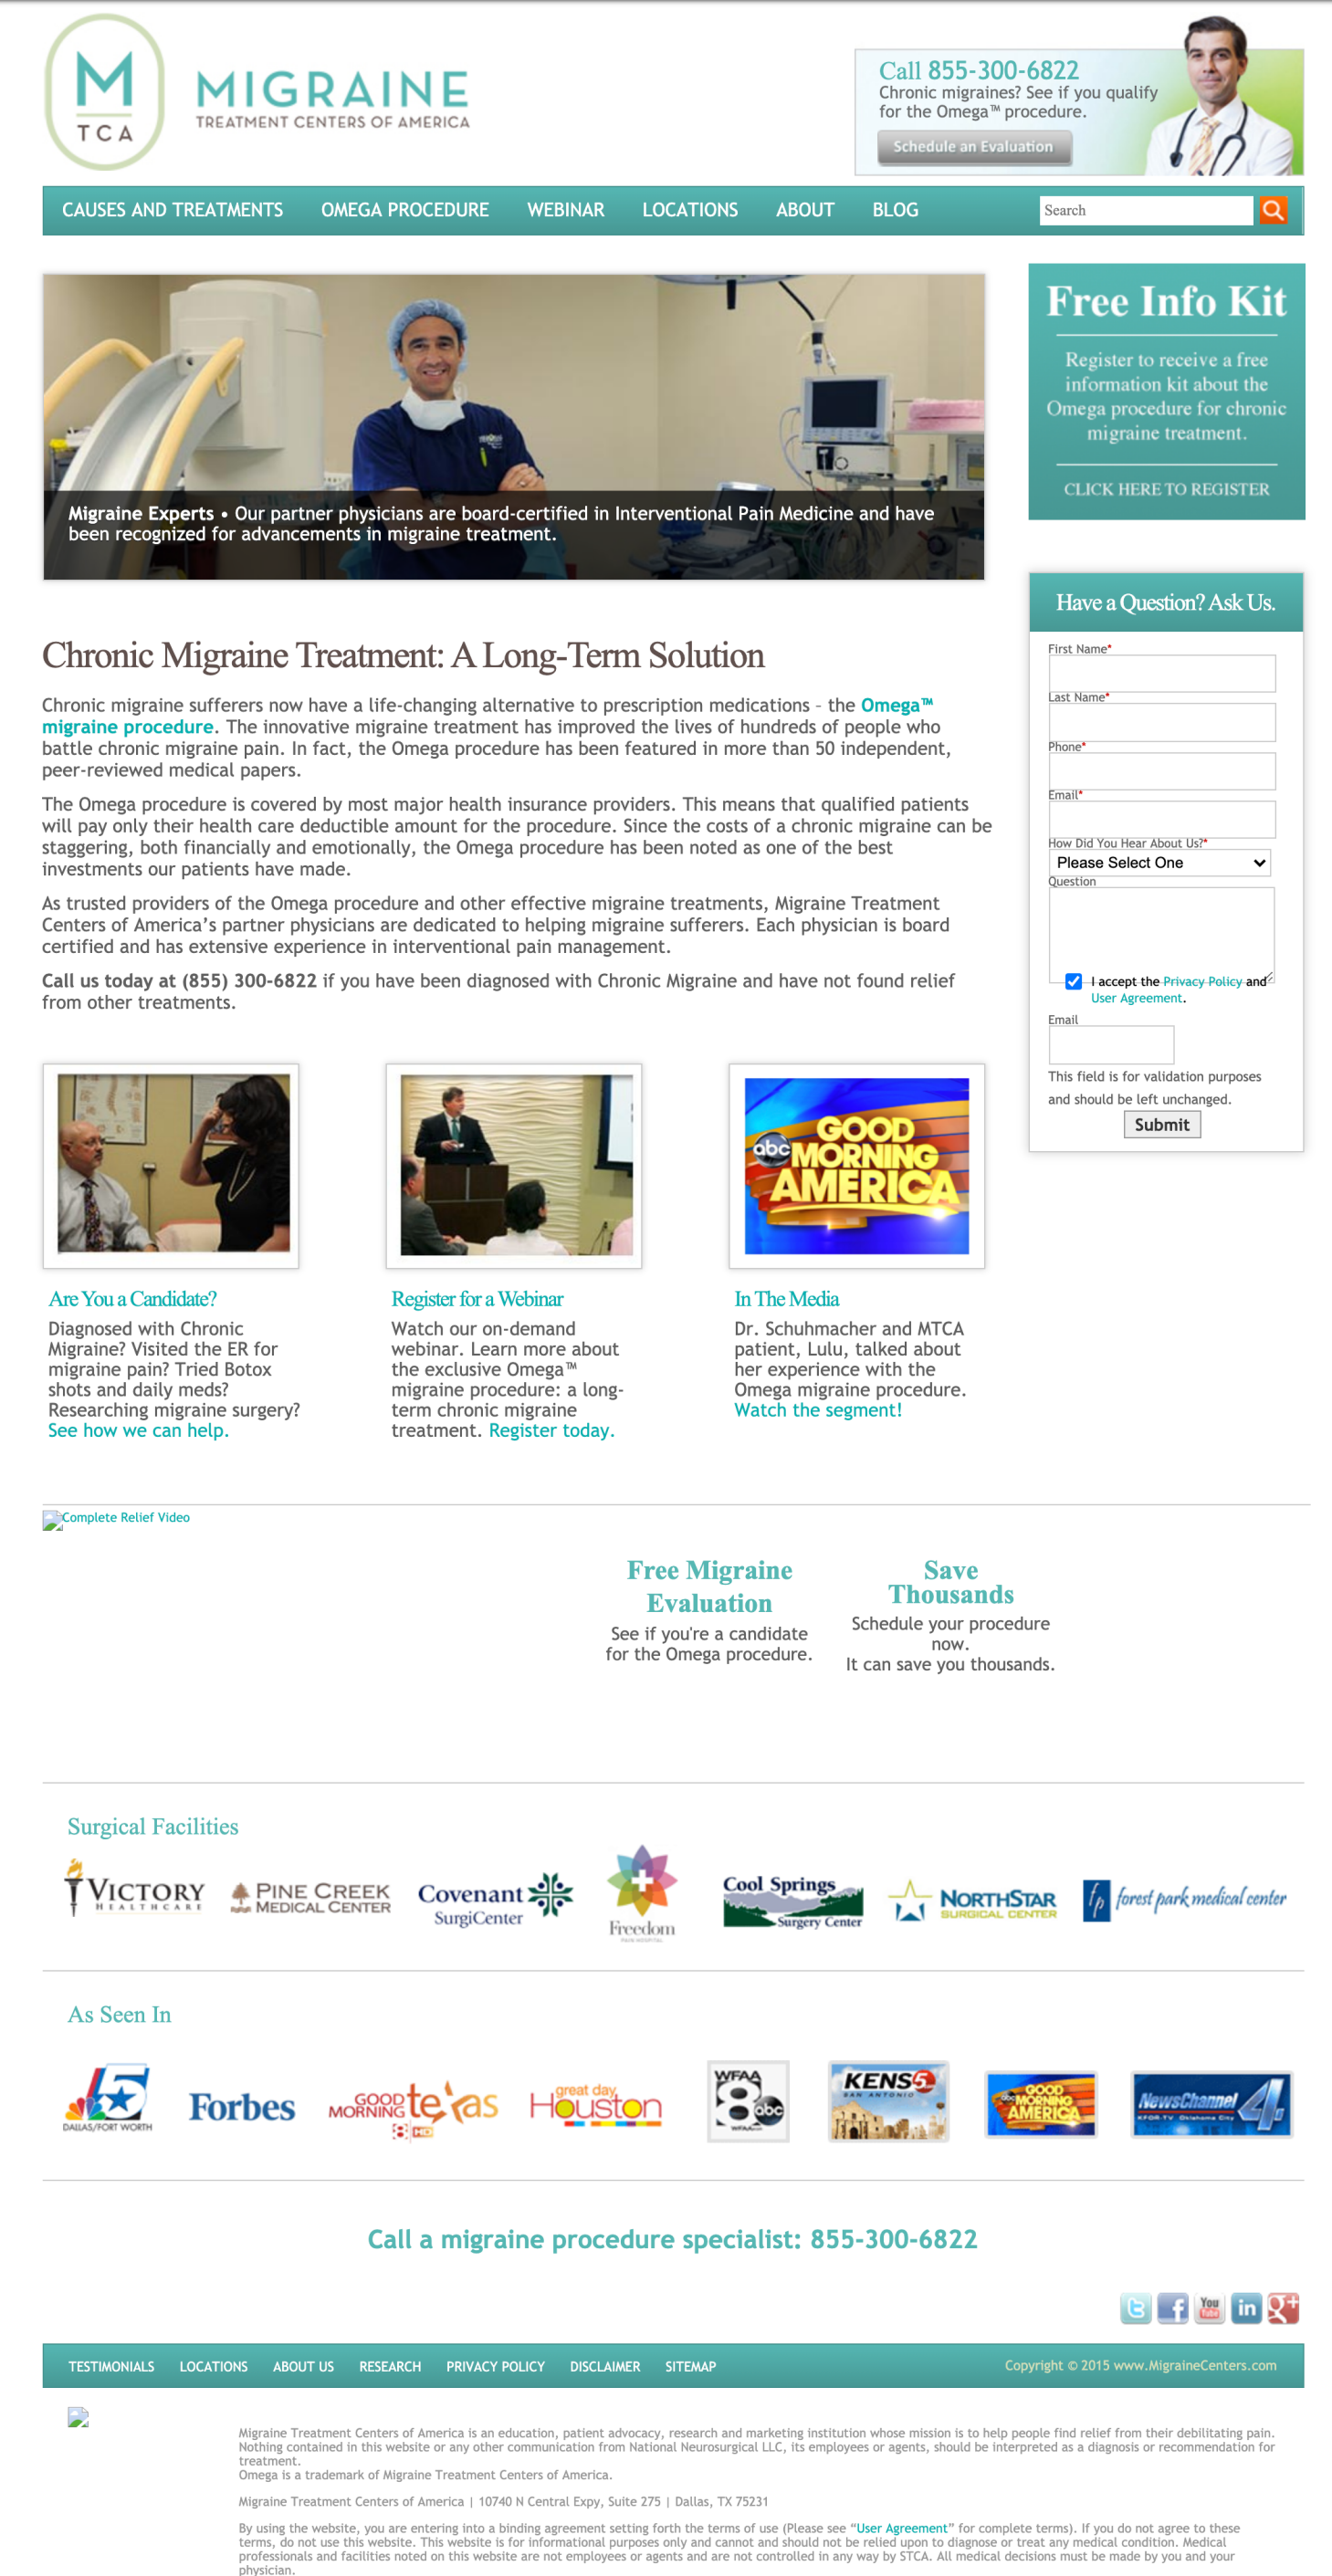 M
TCA
MIGRAINE
TREATMENT CENTERS OF AMERICA
Call 855-300-6822
Chronic migraines? See if you qualify
for the Omega™ procedure.
Schedule an Evaluation
CAUSES AND TREATMENTS OMEGA PROCEDURE WEBINAR LOCATIONS ABOUT BLOG Search
Migraine Experts • Our partner physicians are board-certified in Interventional Pain Medicine and have
been recognized for advancements in migraine treatment.
Free Info Kit
Register to receive a free
information kit about the
Omega procedure for chronic
migraine treatment.
CLICK HERE TO REGISTER
Chronic Migraine Treatment: A Long-Term Solution
Chronic migraine sufferers now have a life-changing alternative to prescription medications – the Omega™
migraine procedure. The innovative migraine treatment has improved the lives of hundreds of people who
battle chronic migraine pain. In fact, the Omega procedure has been featured in more than 50 independent,
peer-reviewed medical papers.
The Omega procedure is covered by most major health insurance providers. This means that qualified patients
will pay only their health care deductible amount for the procedure. Since the costs of a chronic migraine can be
staggering, both financially and emotionally, the Omega procedure has been noted as one of the best
investments our patients have made.
As trusted providers of the Omega procedure and other effective migraine treatments, Migraine Treatment
Centers of America’s partner physicians are dedicated to helping migraine sufferers. Each physician is board
certified and has extensive experience in interventional pain management.
Call us today at (855) 300-6822 if you have been diagnosed with Chronic Migraine and have not found relief
from other treatments.
Have a Question? Ask Us.
First Name*
Last Name*
Phone*
Email*
How Did You Hear About Us?*
Please Select One
Question
I accept the Privacy Policy and
User Agreement.
Email
This field is for validation purposes
and should be left unchanged.
Submit
abc GOOD
MORNING
AMERICA
Are You a Candidate?
Diagnosed with Chronic
Migraine? Visited the ER for
migraine pain? Tried Botox
shots and daily meds?
Researching migraine surgery?
See how we can help.
Register for a Webinar
Watch our on-demand
webinar. Learn more about
the exclusive Omega™
migraine procedure: a long-
term chronic migraine
treatment. Register today.
In The Media
Dr. Schuhmacher and MTCA
patient, Lulu, talked about
her experience with the
Omega migraine procedure.
Watch the segment!
Complete Relief Video
Free Migraine
Evaluation
See if you're a candidate
for the Omega procedure.
Save
Thousands
Schedule your procedure
now.
It can save you thousands.
Surgical Facilities
VICTORY
HEALTHCARE
PINE CREEK
MEDICAL CENTER
Covenant
SurgiCenter
Freedom
PAIN HOSPITAL
Cool Springs
Surgery Center
NORTHSTAR
SURGICAL CENTER
fp forest park medical center
As Seen In
5
DALLAS/FORT WORTH
Forbes
GOOD
MORNING texas
8 HD
great day
Houston
WFAA
8 abc
WFAA.com
KENS 5
SAN ANTONIO
abc GOOD
MORNING
AMERICA
NewsChannel 4
KFOR-TV Oklahoma City
Call a migraine procedure specialist: 855-300-6822
You
Tube
in
g+
TESTIMONIALS LOCATIONS ABOUT US RESEARCH PRIVACY POLICY DISCLAIMER SITEMAP Copyright © 2015 www.MigraineCenters.com
Migraine Treatment Centers of America is an education, patient advocacy, research and marketing institution whose mission is to help people find relief from their debilitating pain.
Nothing contained in this website or any other communication from National Neurosurgical LLC, its employees or agents, should be interpreted as a diagnosis or recommendation for
treatment.
Omega is a trademark of Migraine Treatment Centers of America.
Migraine Treatment Centers of America | 10740 N Central Expy, Suite 275 | Dallas, TX 75231
By using the website, you are entering into a binding agreement setting forth the terms of use (Please see “User Agreement” for complete terms). If you do not agree to these
terms, do not use this website. This website is for informational purposes only and cannot and should not be relied upon to diagnose or treat any medical condition. Medical
professionals and facilities noted on this website are not employees or agents and are not controlled in any way by STCA. All medical decisions must be made by you and your
physician.